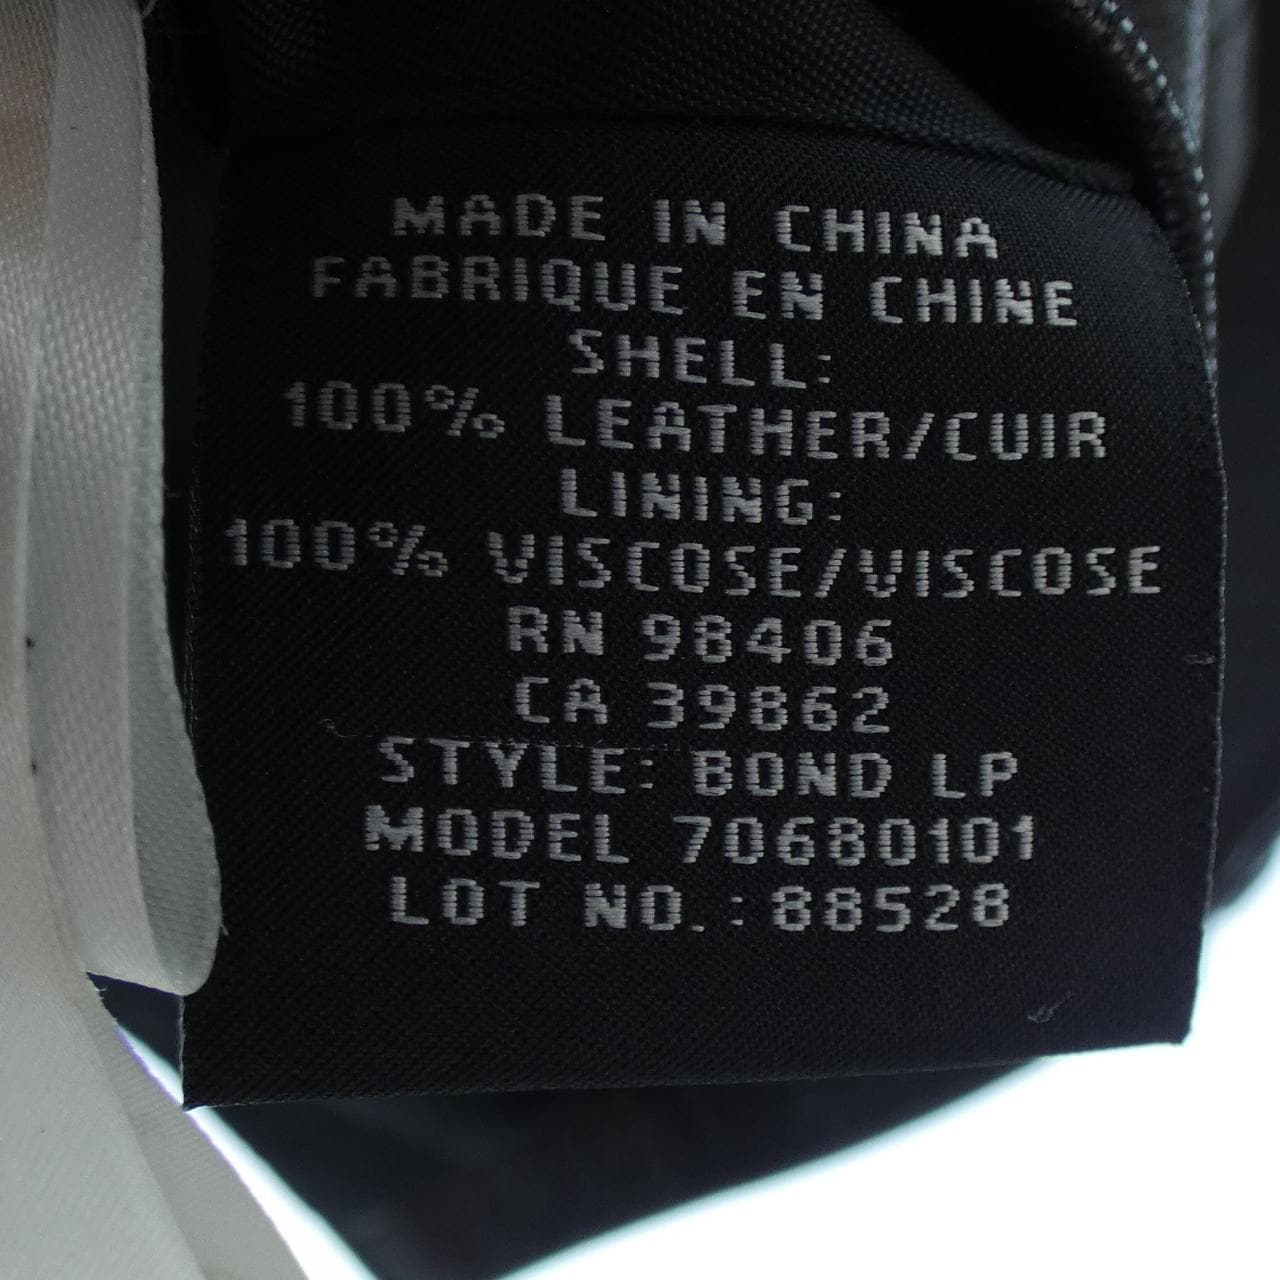 MADE IN CHINA
FABRIQUE EN CHINE
SHELL:
100% LEATHER/CUIR
LINING:
100% VISCOSE/VISCOSE
RN 98406
CA 39862
STYLE: BOND LP
MODEL 70680101
LOT NO.: 88528